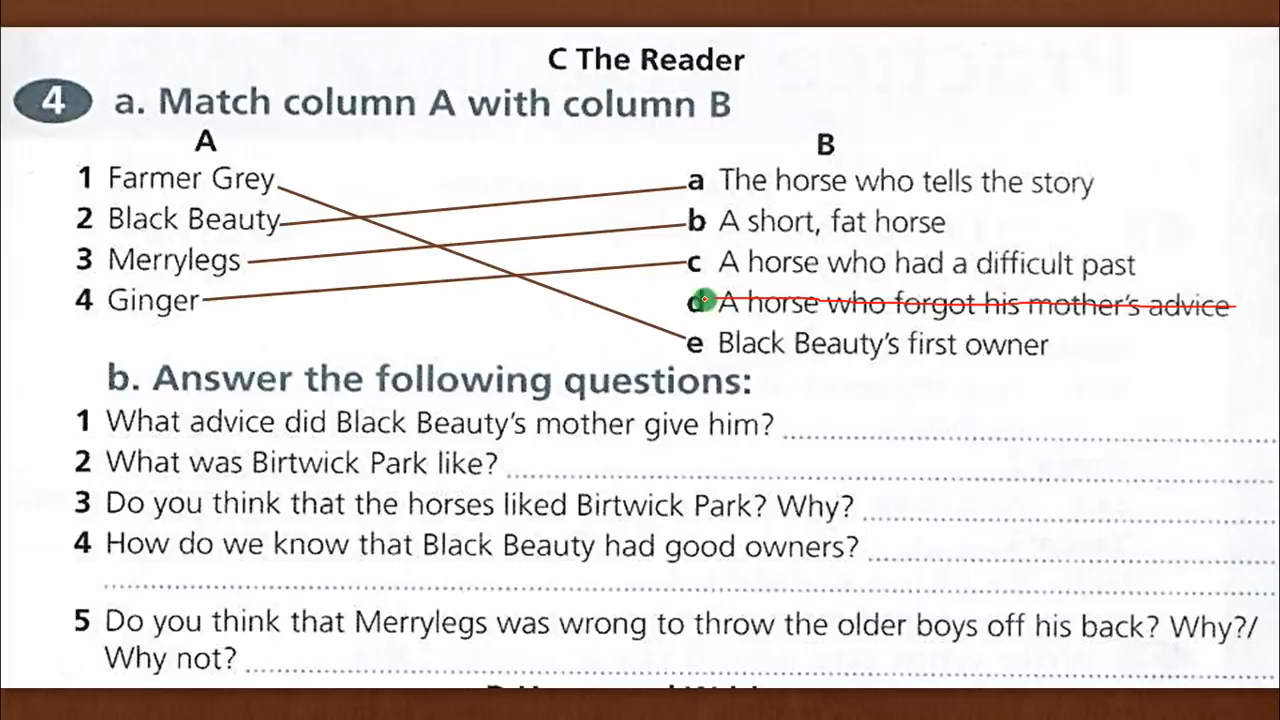 C The Reader
4 a. Match column A with column B
A B
1 Farmer Grey a The horse who tells the story
2 Black Beauty b A short, fat horse
3 Merrylegs c A horse who had a difficult past
4 Ginger d A horse who forgot his mother's advice
e Black Beauty's first owner
b. Answer the following questions:
1 What advice did Black Beauty's mother give him?
2 What was Birtwick Park like?
3 Do you think that the horses liked Birtwick Park? Why?
4 How do we know that Black Beauty had good owners?
5 Do you think that Merrylegs was wrong to throw the older boys off his back? Why?/
Why not?